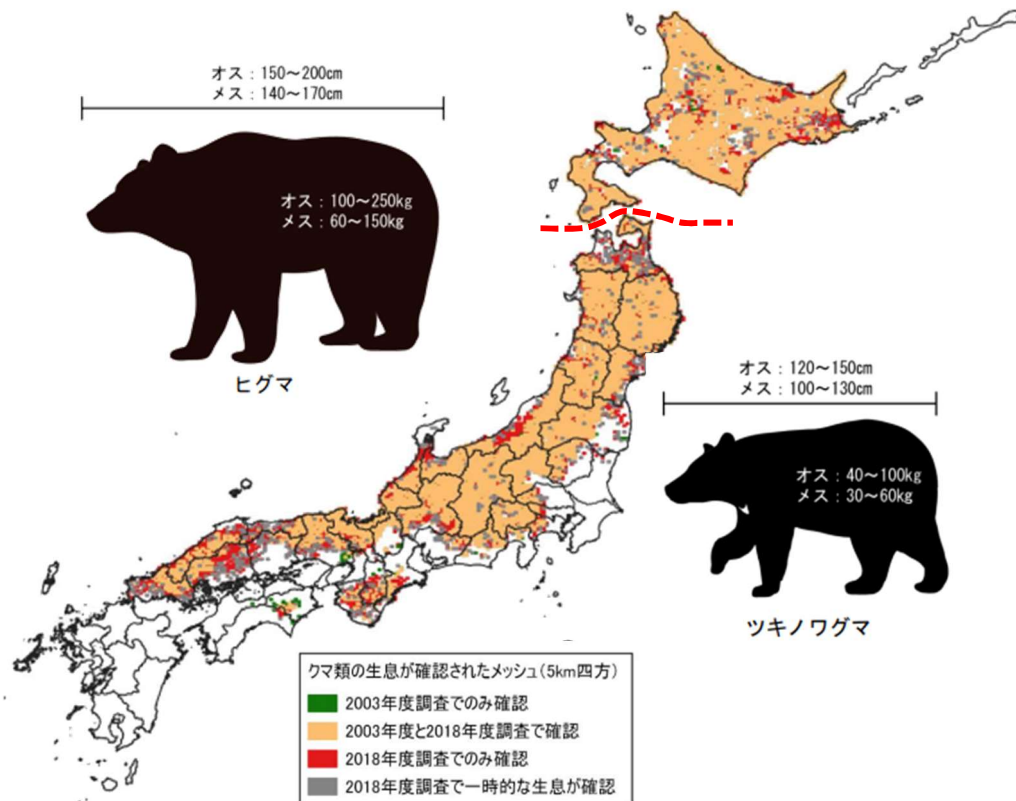 オス：150～200cm
メス：140～170cm
オス：100～250kg
メス：60～150kg
ヒグマ
オス：120～150cm
メス：100～130cm
オス：40～100kg
メス：30～60kg
ツキノワグマ
クマ類の生息が確認されたメッシュ(5km四方)
2003年度調査でのみ確認
2003年度と2018年度調査で確認
2018年度調査でのみ確認
2018年度調査で一時的な生息が確認